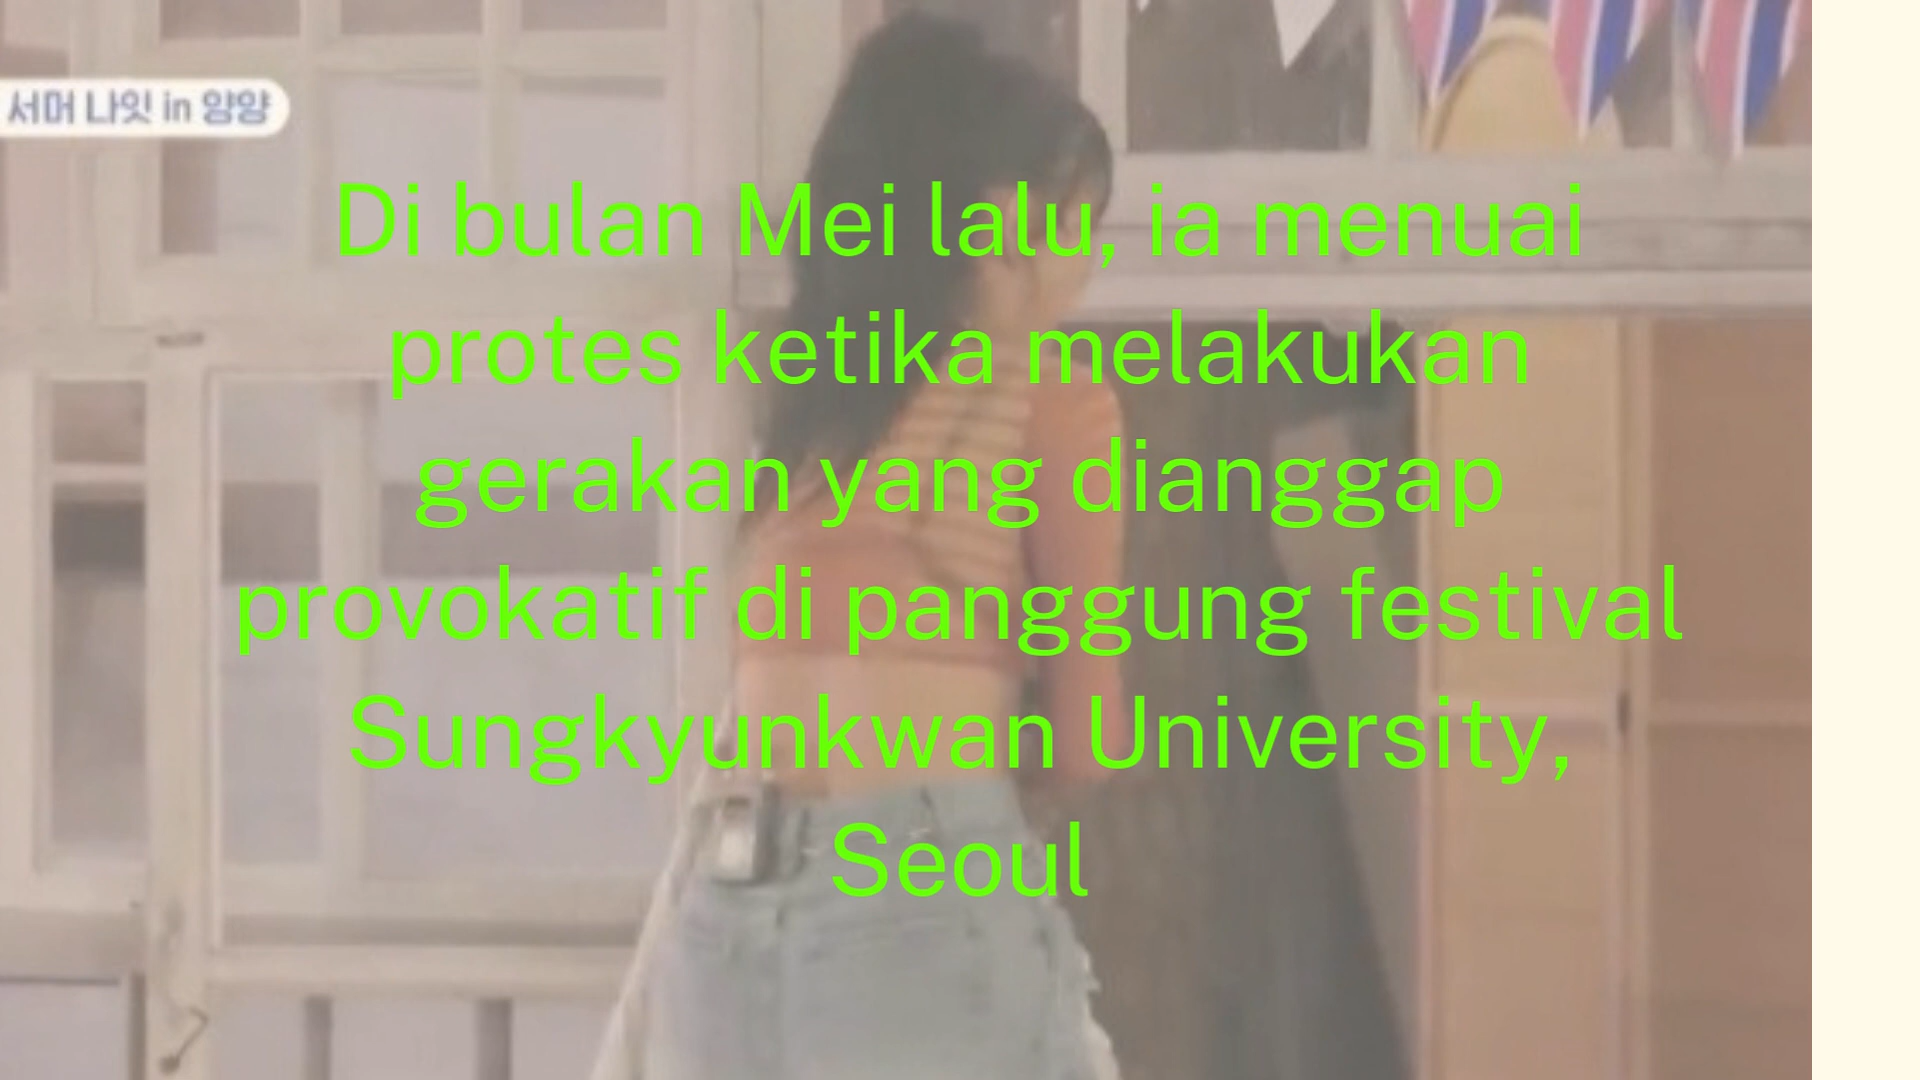 서머 나잇 in 양양
Di bulan Mei lalu, ia menuai
protes ketika melakukan
gerakan yang dianggap
provokatif di panggung festival
Sungkyunkwan University,
Seoul